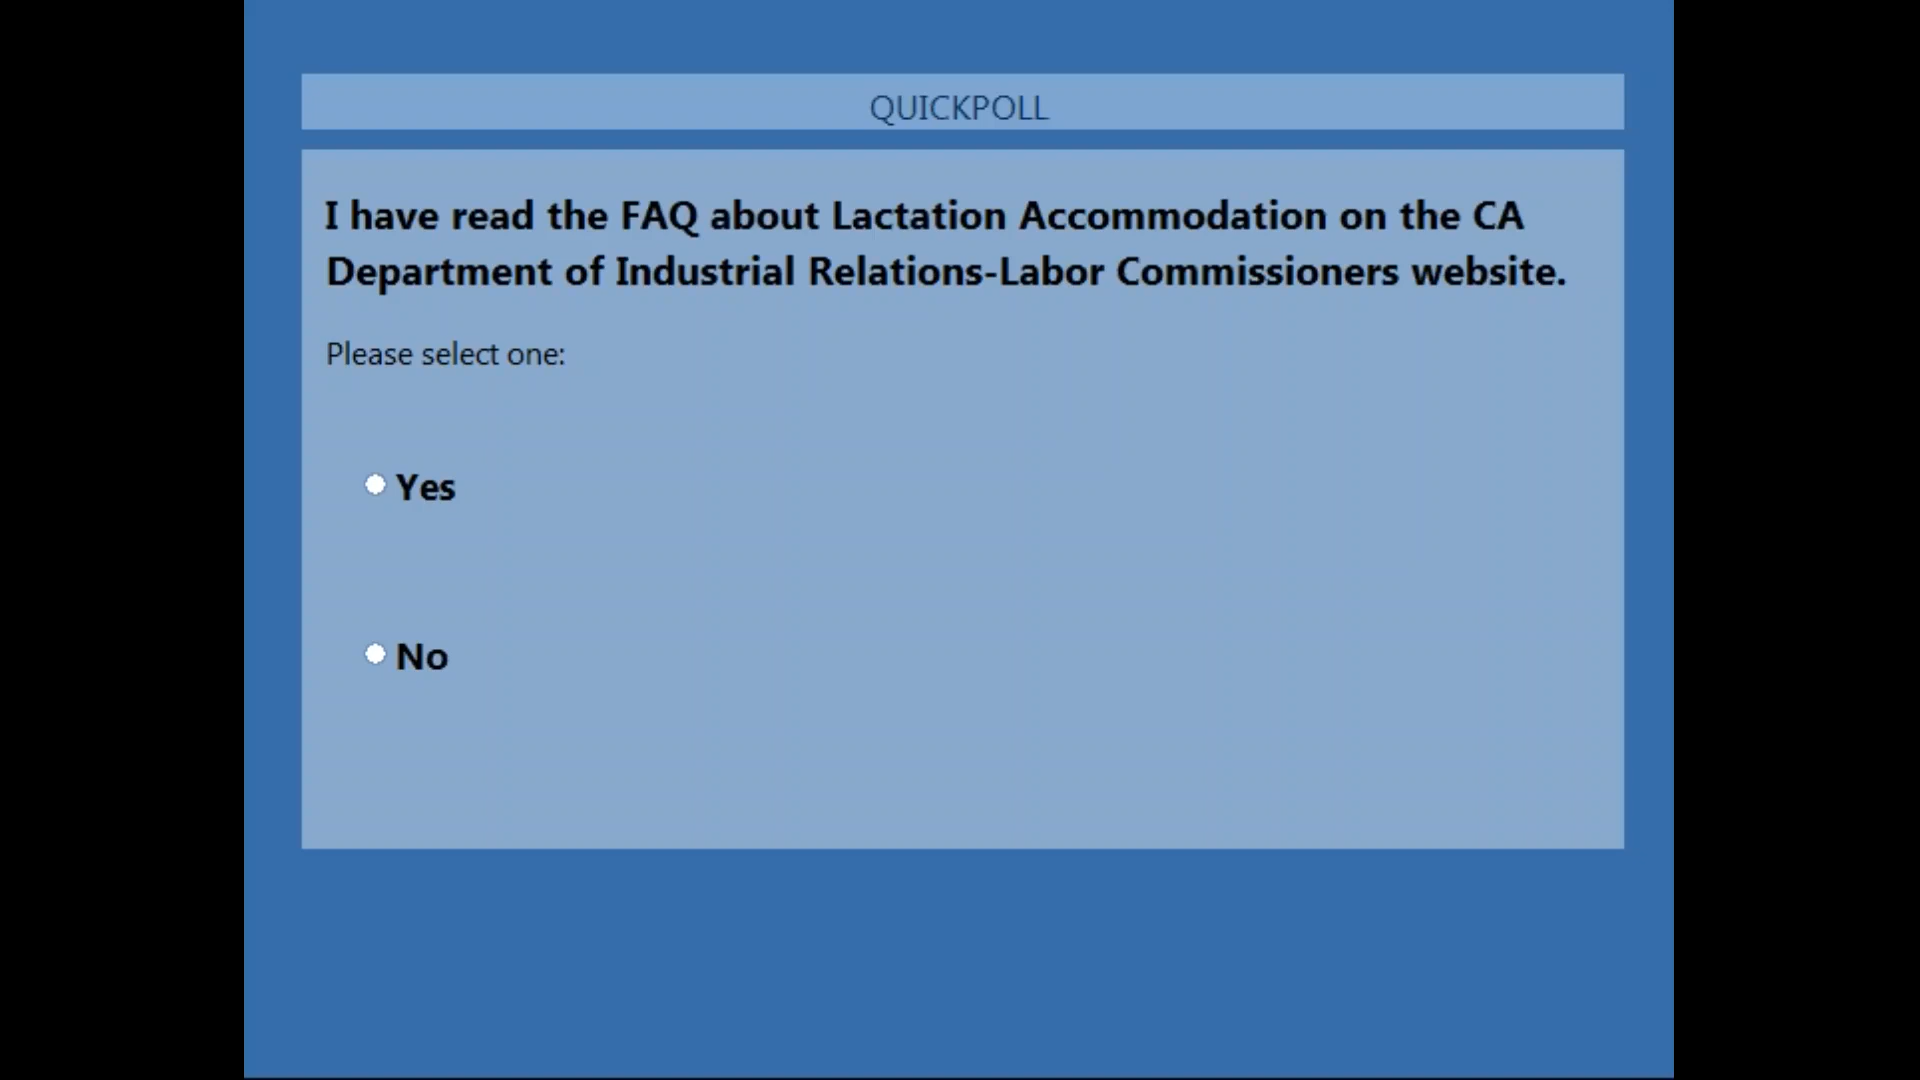 QUICKPOLL
I have read the FAQ about Lactation Accommodation on the CA
Department of Industrial Relations-Labor Commissioners website.
Please select one:
Yes
No